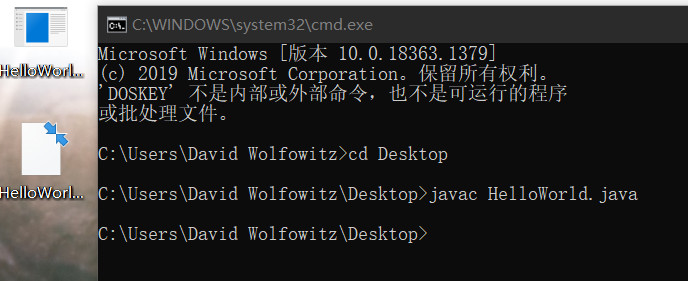 C:\WINDOWS\system32\cmd.exe
Microsoft Windows [版本 10.0.18363.1379]
(c) 2019 Microsoft Corporation。保留所有权利。
'DOSKEY' 不是内部或外部命令，也不是可运行的程序
或批处理文件。
C:\Users\David Wolfowitz>cd Desktop
C:\Users\David Wolfowitz\Desktop>javac HelloWorld.java
C:\Users\David Wolfowitz\Desktop>
HelloWorl...
HelloWorl...